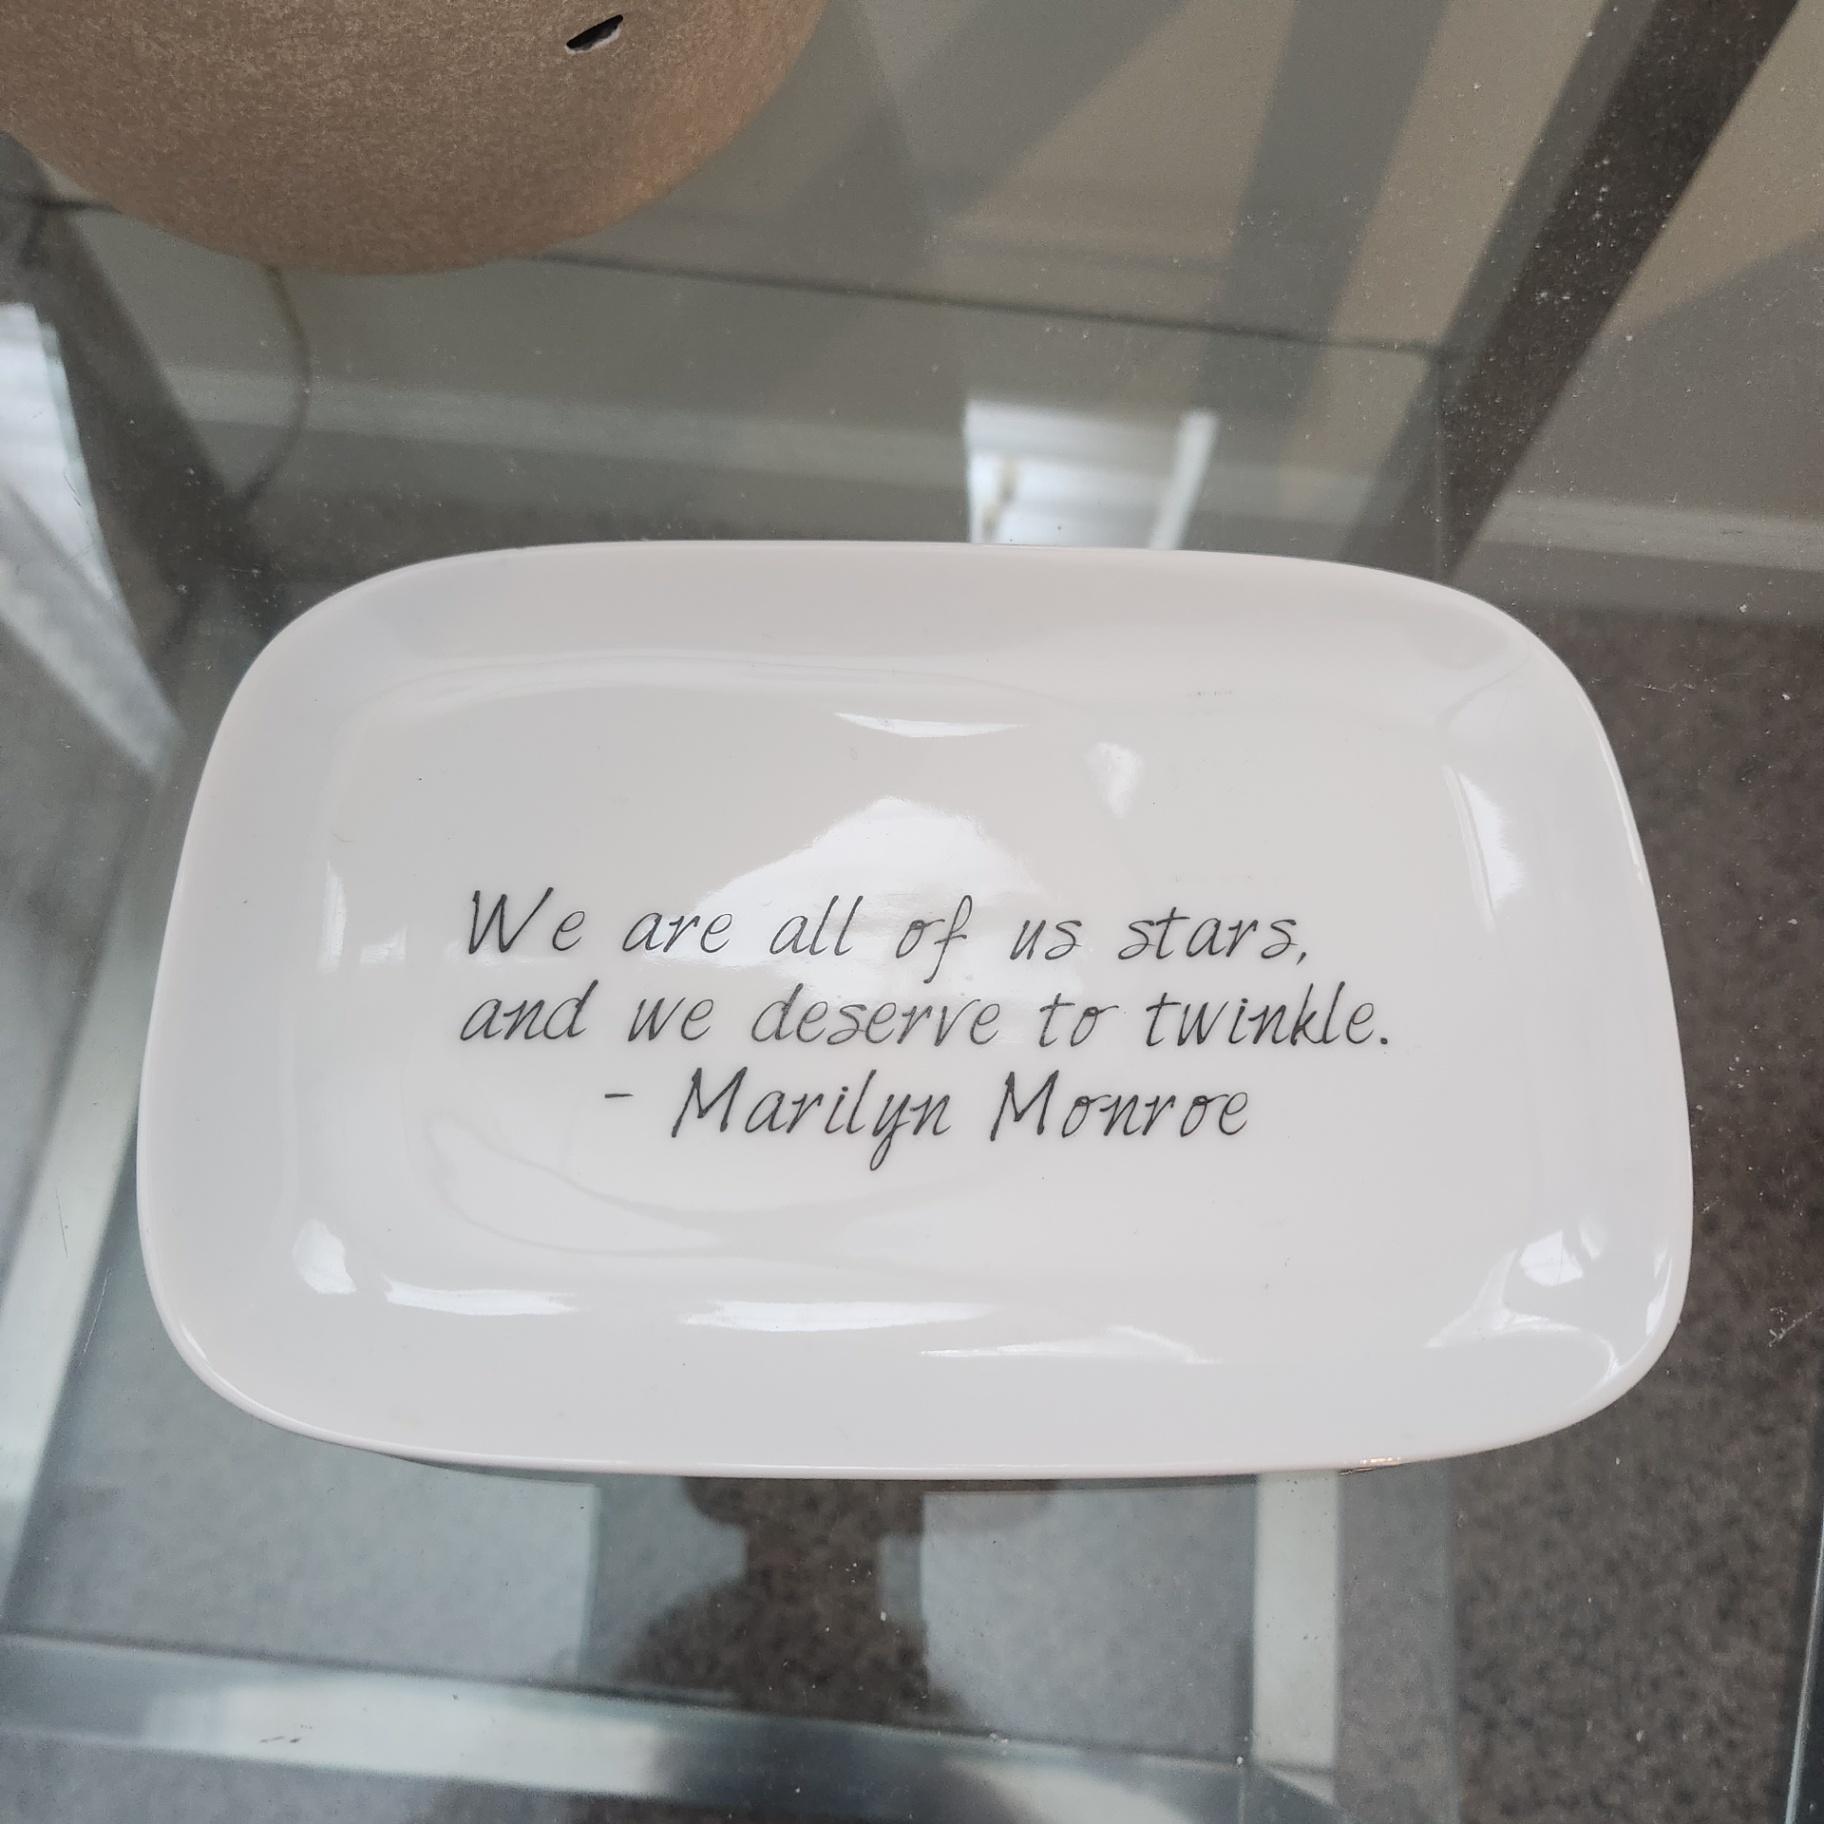 We are all of us stars,
and we deserve to twinkle.
- Marilyn Monroe